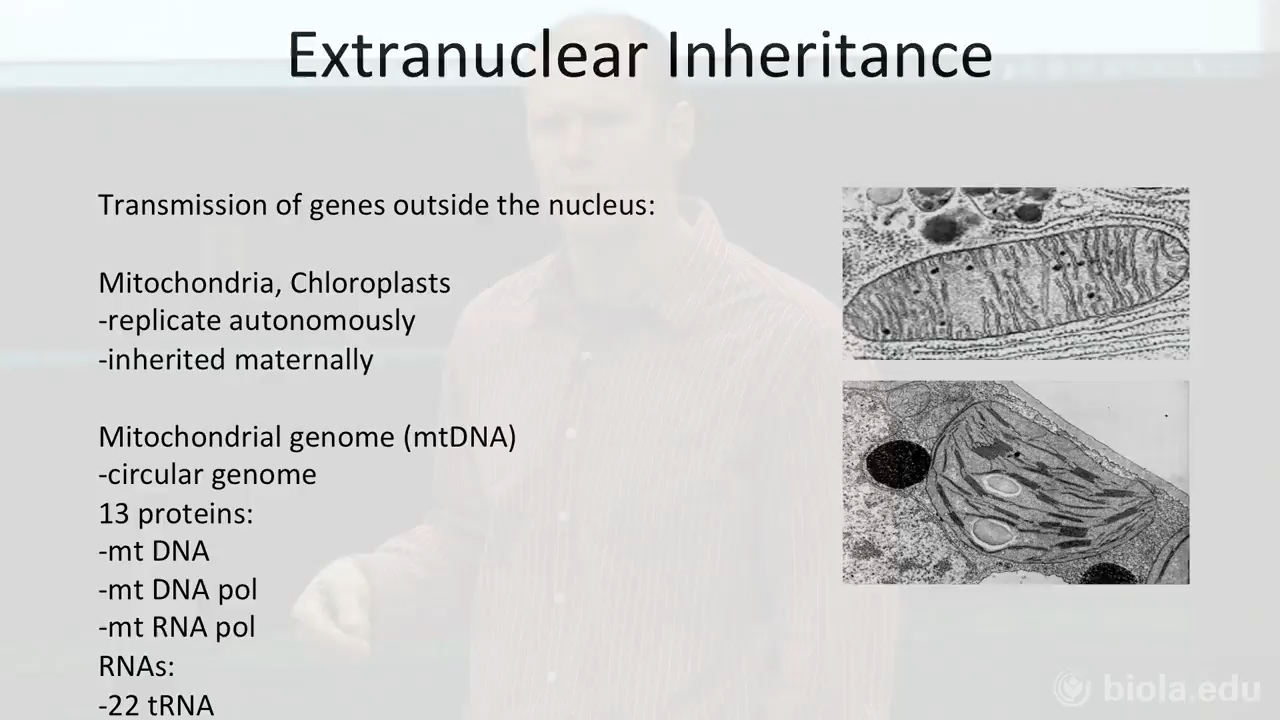 Extranuclear Inheritance
Transmission of genes outside the nucleus:
Mitochondria, Chloroplasts
-replicate autonomously
-inherited maternally
Mitochondrial genome (mtDNA)
-circular genome
13 proteins:
-mt DNA
-mt DNA pol
-mt RNA pol
RNAs:
-22 tRNA
biola.edu